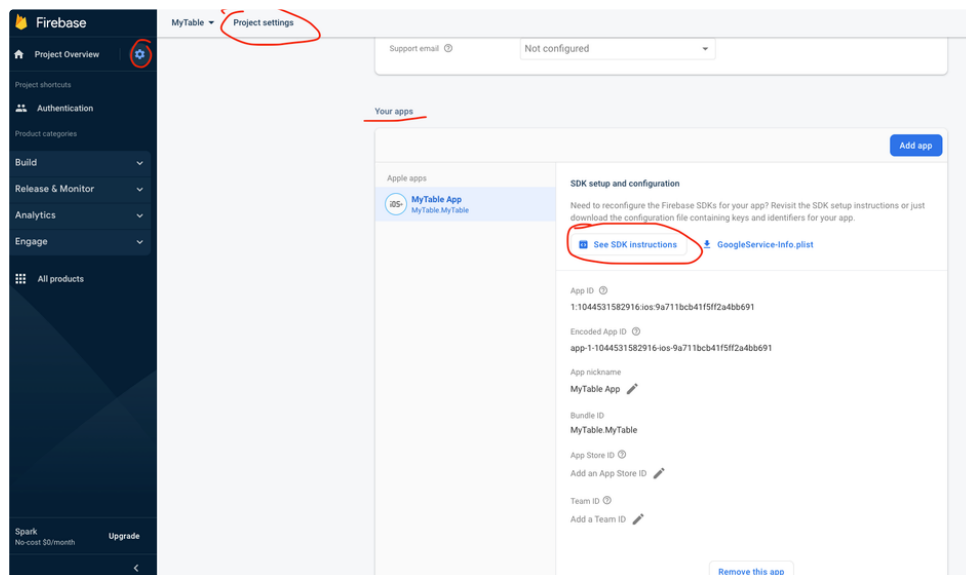 Firebase
MyTable
Project settings
Project Overview
Project shortcuts
Authentication
Product categories
Build
Release & Monitor
Analytics
Engage
All products
Spark
No-cost $0/month
Upgrade
Support email
Not configured
Your apps
Add app
Apple apps
iOS+
MyTable App
MyTable.MyTable
SDK setup and configuration
Need to reconfigure the Firebase SDKs for your app? Revisit the SDK setup instructions or just
download the configuration file containing keys and identifiers for your app.
See SDK instructions
GoogleService-Info.plist
App ID
1:1044531582916:ios:9a711bcb41f5ff2a4bb691
Encoded App ID
app-1-1044531582916-ios-9a711bcb41f5ff2a4bb691
App nickname
MyTable App
Bundle ID
MyTable.MyTable
App Store ID
Add an App Store ID
Team ID
Add a Team ID
Remove this app